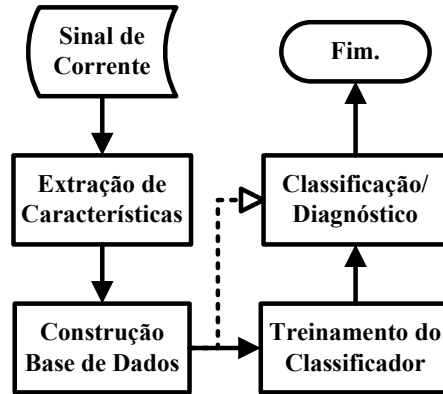 Sinal de
Corrente
Extração de
Características
Construção
Base de Dados
Treinamento do
Classificador
Classificação/
Diagnóstico
Fim.